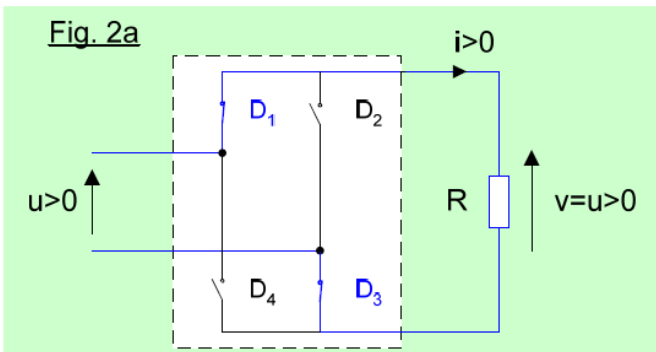 Fig. 2a
i>0
D₁
D₂
u>0
R
v=u>0
D₄
D₃